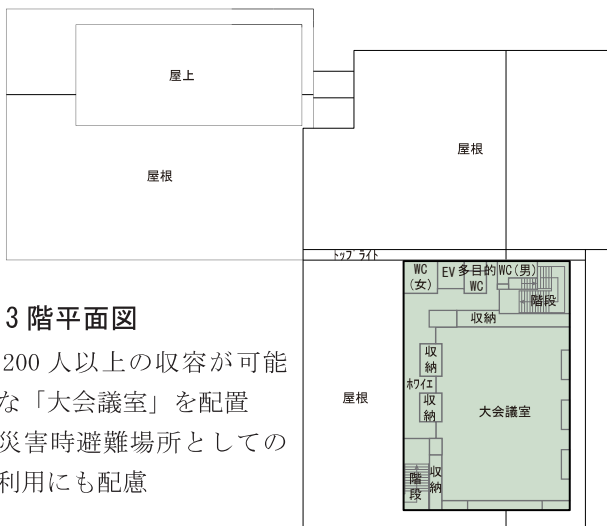 屋上
屋根
屋根
トップライト
WC
(女)
EV
多目的
WC
WC(男)
階段
収納
収納
ホワイエ
収納
大会議室
屋根
階段
収納
3階平面図
200人以上の収容が可能
な「大会議室」を配置
災害時避難場所としての
利用にも配慮